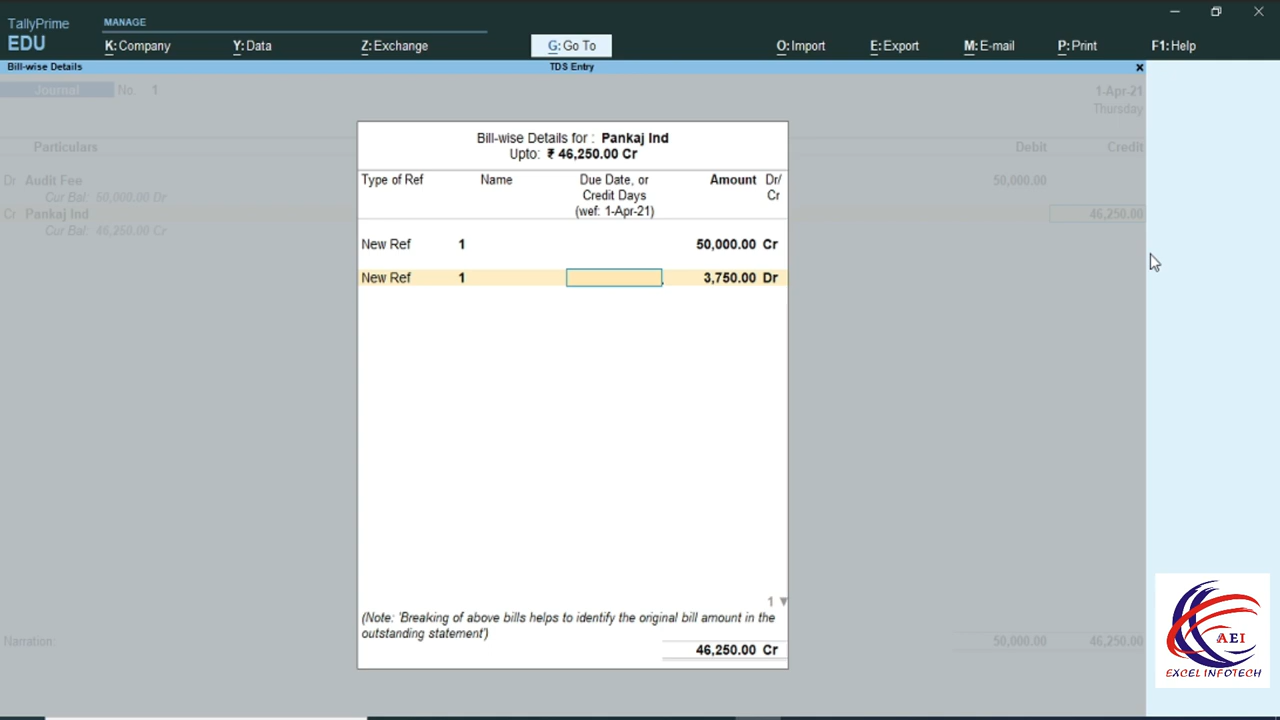 TallyPrime
EDU
MANAGE
K: Company
Y: Data
Z: Exchange
G: Go To
O: Import
E: Export
M: E-mail
P: Print
F1: Help
Bill-wise Details
TDS Entry
Journal No. 1
1-Apr-21
Thursday
Particulars Debit Credit
Dr Audit Fee 50,000.00
Cur Bal: 50,000.00 Dr
Cr Pankaj Ind 46,250.00
Cur Bal: 46,250.00 Cr
Bill-wise Details for : Pankaj Ind
Upto: ₹ 46,250.00 Cr
Type of Ref Name Due Date, or Amount Dr/
Credit Days Cr
(wef: 1-Apr-21)
New Ref 1 50,000.00 Cr
New Ref 1 3,750.00 Dr
1
(Note: 'Breaking of above bills helps to identify the original bill amount in the
outstanding statement')
46,250.00 Cr
Narration: 50,000.00 46,250.00
AEI
EXCEL INFOTECH